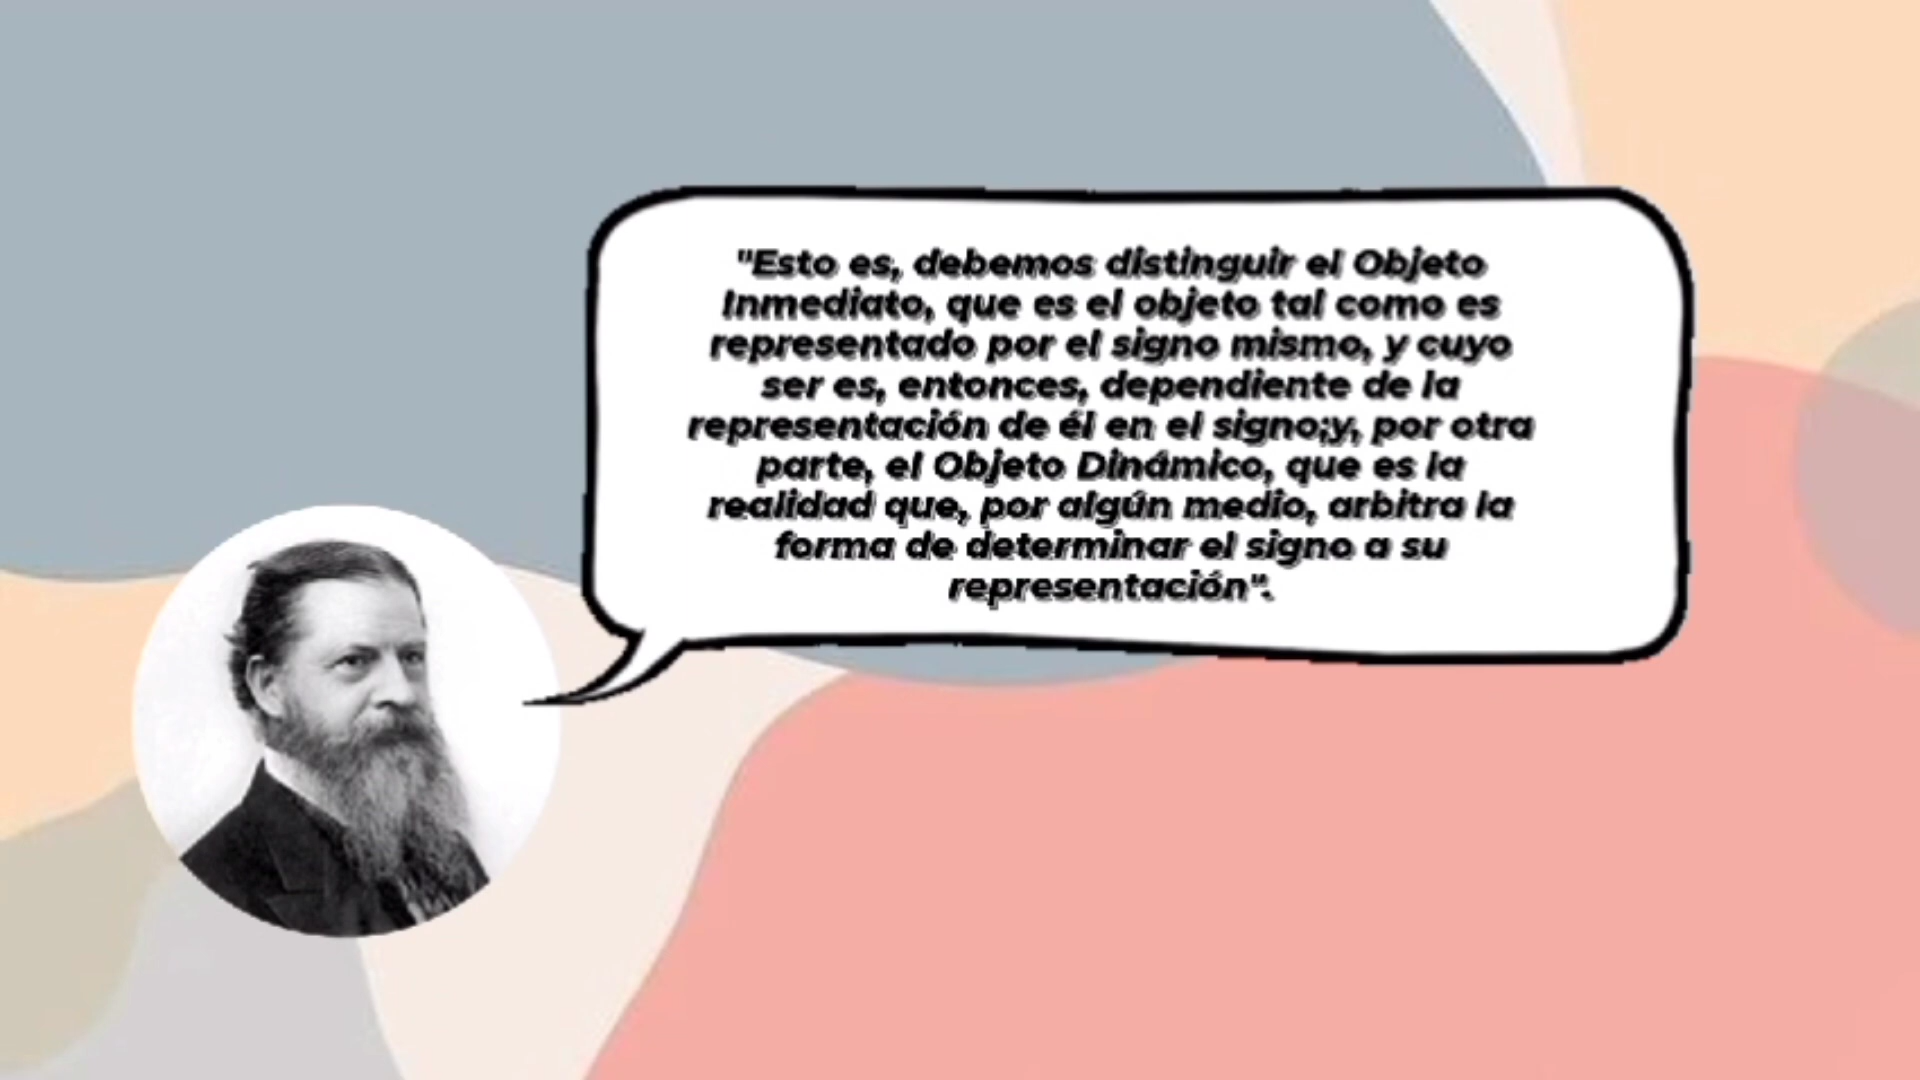 "Esto es, debemos distinguir el Objeto
Inmediato, que es el objeto tal como es
representado por el signo mismo, y cuyo
ser es, entonces, dependiente de la
representación de él en el signo;y, por otra
parte, el Objeto Dinámico, que es la
realidad que, por algún medio, arbitra la
forma de determinar el signo a su
representación".